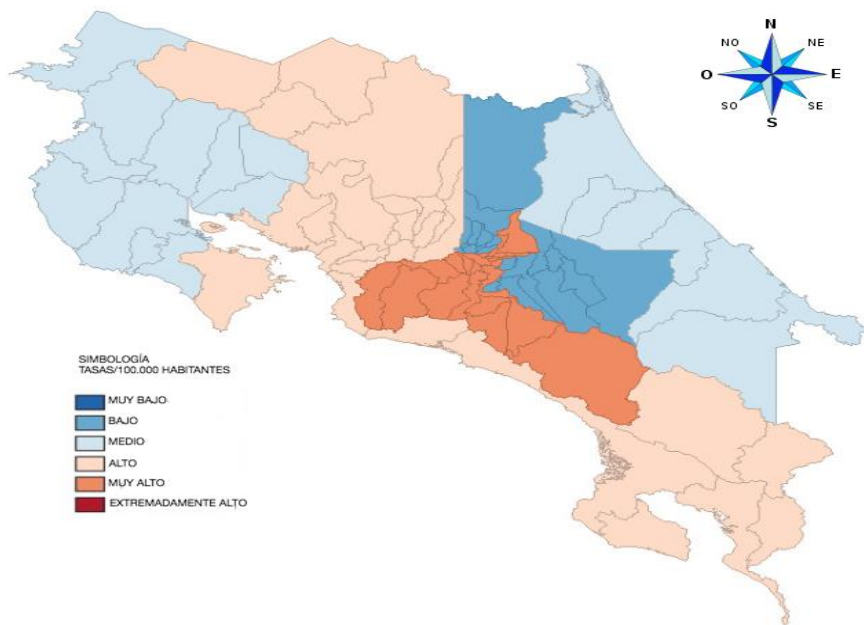 N
NO NE
O E
SO SE
S
SIMBOLOGÍA
TASAS/100.000 HABITANTES
MUY BAJO
BAJO
MEDIO
ALTO
MUY ALTO
EXTREMADAMENTE ALTO